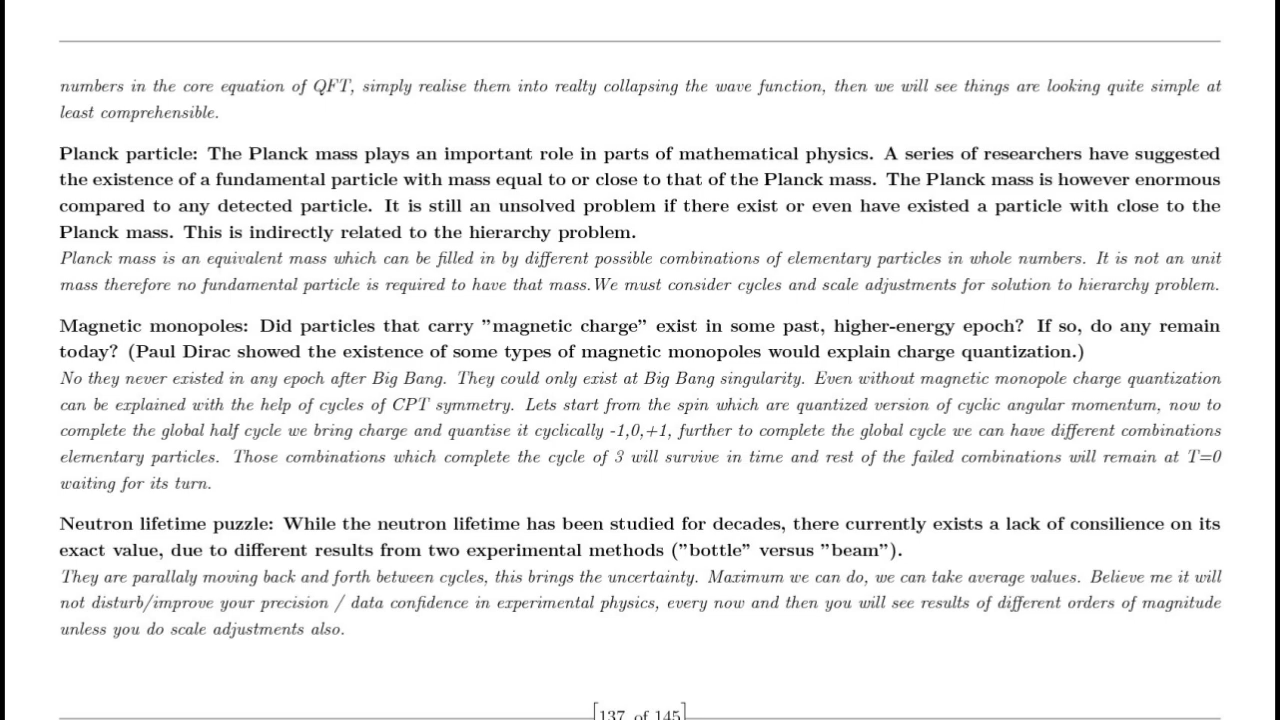 numbers in the core equation of QFT, simply realise them into realty collapsing the wave function, then we will see things are looking quite simple at
least comprehensible.
Planck particle: The Planck mass plays an important role in parts of mathematical physics. A series of researchers have suggested
the existence of a fundamental particle with mass equal to or close to that of the Planck mass. The Planck mass is however enormous
compared to any detected particle. It is still an unsolved problem if there exist or even have existed a particle with close to the
Planck mass. This is indirectly related to the hierarchy problem.
Planck mass is an equivalent mass which can be filled in by different possible combinations of elementary particles in whole numbers. It is not an unit
mass therefore no fundamental particle is required to have that mass.We must consider cycles and scale adjustments for solution to hierarchy problem.
Magnetic monopoles: Did particles that carry ”magnetic charge” exist in some past, higher-energy epoch? If so, do any remain
today? (Paul Dirac showed the existence of some types of magnetic monopoles would explain charge quantization.)
No they never existed in any epoch after Big Bang. They could only exist at Big Bang singularity. Even without magnetic monopole charge quantization
can be explained with the help of cycles of CPT symmetry. Lets start from the spin which are quantized version of cyclic angular momentum, now to
complete the global half cycle we bring charge and quantise it cyclically -1,0,+1, further to complete the global cycle we can have different combinations
elementary particles. Those combinations which complete the cycle of 3 will survive in time and rest of the failed combinations will remain at T=0
waiting for its turn.
Neutron lifetime puzzle: While the neutron lifetime has been studied for decades, there currently exists a lack of consilience on its
exact value, due to different results from two experimental methods (”bottle” versus ”beam”).
They are parallaly moving back and forth between cycles, this brings the uncertainty. Maximum we can do, we can take average values. Believe me it will
not disturb/improve your precision / data confidence in experimental physics, every now and then you will see results of different orders of magnitude
unless you do scale adjustments also.
[137 of 145]